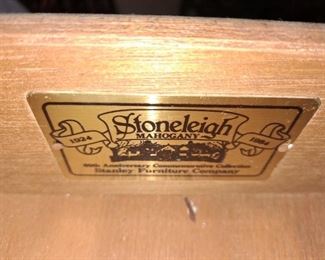 Stoneleigh
MAHOGANY
1924 1984
60th Anniversary Commemorative Collection
Stanley Furniture Company